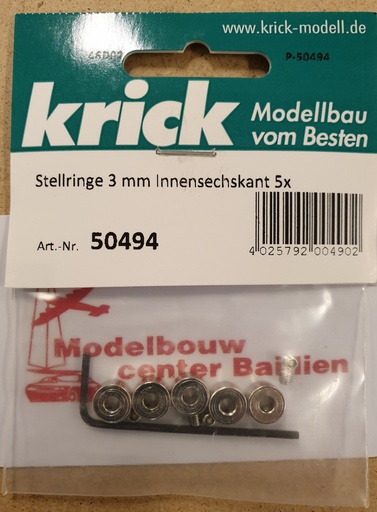 www.krick-modell.de
P-50494
krick
Modellbau
vom Besten
Stellringe 3 mm Innensechskant 5x
Art.-Nr. 50494
4 025792 004902
Modelbouw
center